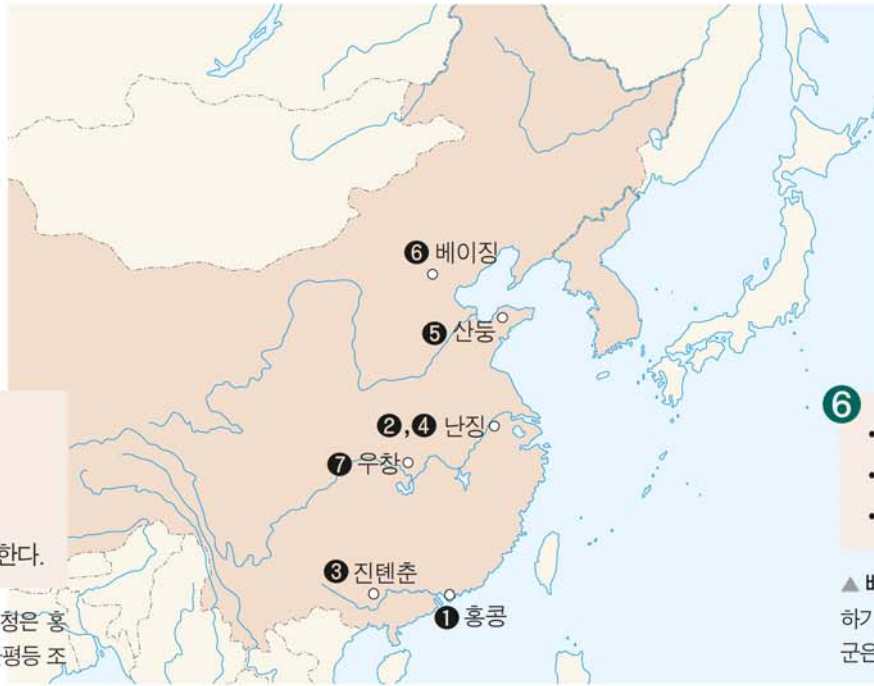 ❻ 베이징
❺ 산둥
❷,❹ 난징
❼ 우창
❸ 진톈춘
❶ 홍콩
한다.
청은 홍
평등 조
❻
•
•
•
▲
하기
군은